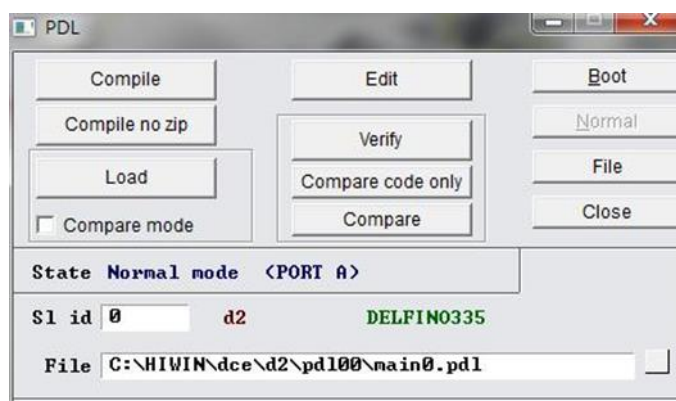 PDL
Compile
Edit
Boot
Compile no zip
Verify
Normal
Load
Compare code only
File
Compare mode
Compare
Close
State Normal mode <PORT A>
Sl id 0 d2 DELFINO335
File C:\HIWIN\dce\d2\pdl00\main0.pdl